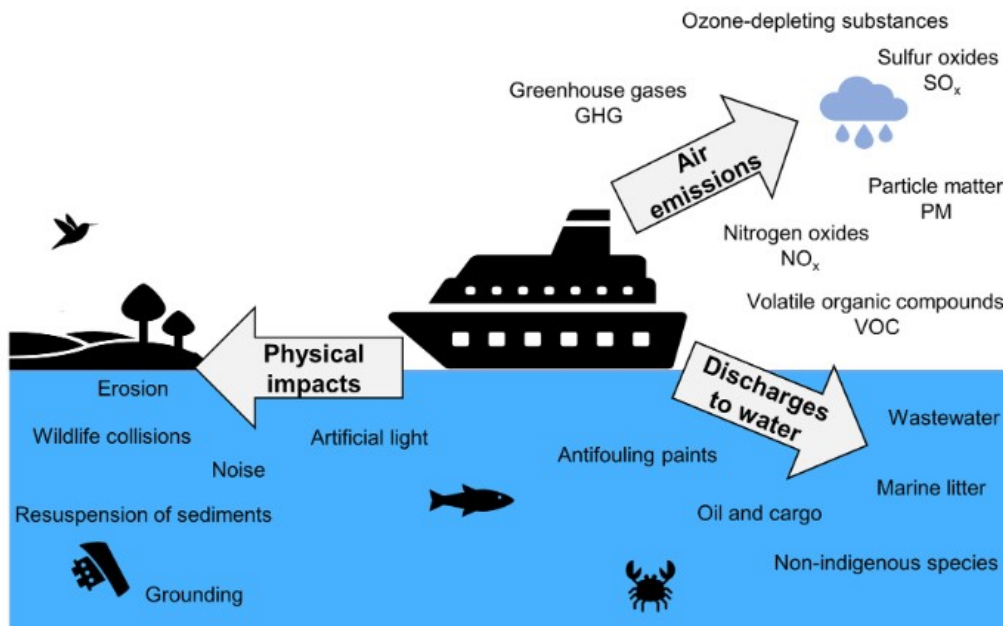 Ozone-depleting substances
Sulfur oxides
SOₓ
Greenhouse gases
GHG
Air
emissions
Particle matter
PM
Nitrogen oxides
NOₓ
Volatile organic compounds
VOC
Physical
impacts
Erosion
Wildlife collisions
Artificial light
Noise
Resuspension of sediments
Grounding
Discharges
to water
Wastewater
Antifouling paints
Marine litter
Oil and cargo
Non-indigenous species